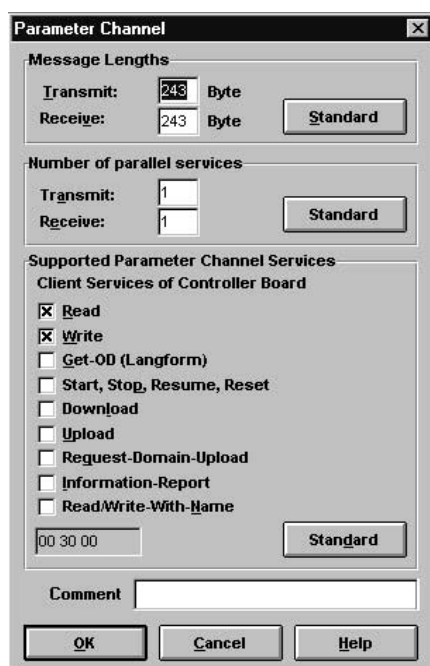 Parameter Channel
Message Lengths
Transmit: 243 Byte
Receive: 243 Byte Standard
Number of parallel services
Transmit: 1
Receive: 1 Standard
Supported Parameter Channel Services
Client Services of Controller Board
Read
Write
Get-OD (Langform)
Start, Stop, Resume, Reset
Download
Upload
Request-Domain-Upload
Information-Report
Read/Write-With-Name
00 30 00 Standard
Comment
OK Cancel Help